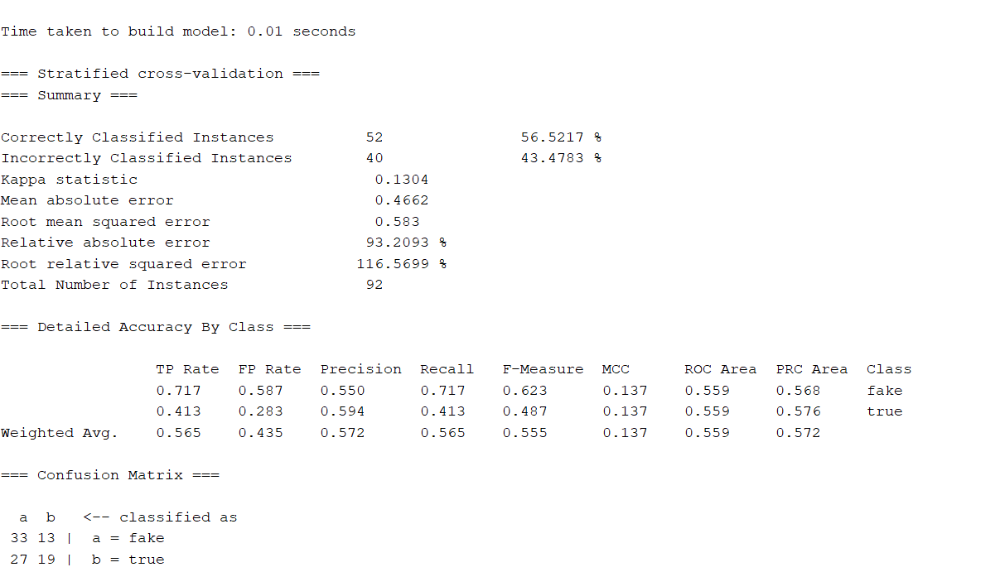 Time taken to build model: 0.01 seconds
=== Stratified cross-validation ===
=== Summary ===
Correctly Classified Instances 52 56.5217 %
Incorrectly Classified Instances 40 43.4783 %
Kappa statistic 0.1304
Mean absolute error 0.4662
Root mean squared error 0.583
Relative absolute error 93.2093 %
Root relative squared error 116.5699 %
Total Number of Instances 92
=== Detailed Accuracy By Class ===
TP Rate FP Rate Precision Recall F-Measure MCC ROC Area PRC Area Class
0.717 0.587 0.550 0.717 0.623 0.137 0.559 0.568 fake
0.413 0.283 0.594 0.413 0.487 0.137 0.559 0.576 true
Weighted Avg. 0.565 0.435 0.572 0.565 0.555 0.137 0.559 0.572
=== Confusion Matrix ===
a b <-- classified as
33 13 | a = fake
27 19 | b = true